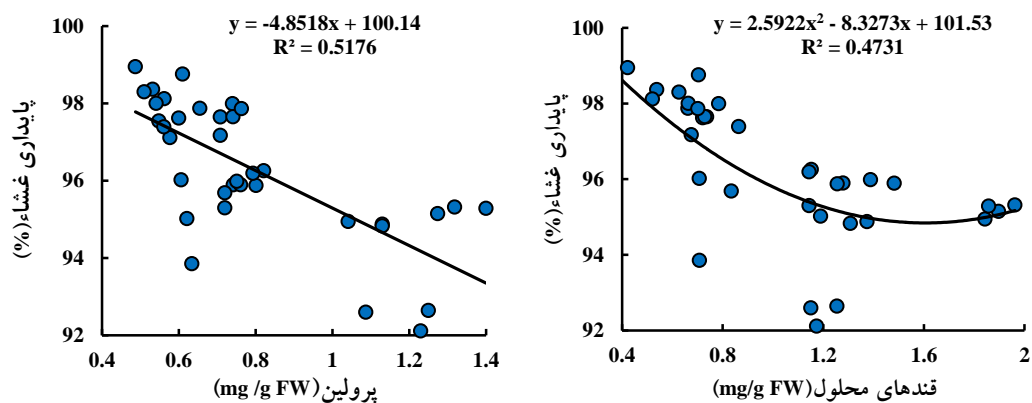 y = -4.8518x + 100.14
R² = 0.5176
100
98
96
94
92
0.4 0.6 0.8 1 1.2 1.4
پایداری غشاء(%)
پرولین(mg /g FW)
y = 2.5922x² - 8.3273x + 101.53
R² = 0.4731
100
98
96
94
92
0.4 0.8 1.2 1.6 2
پایداری غشاء(%)
قندهای محلول(mg/g FW)